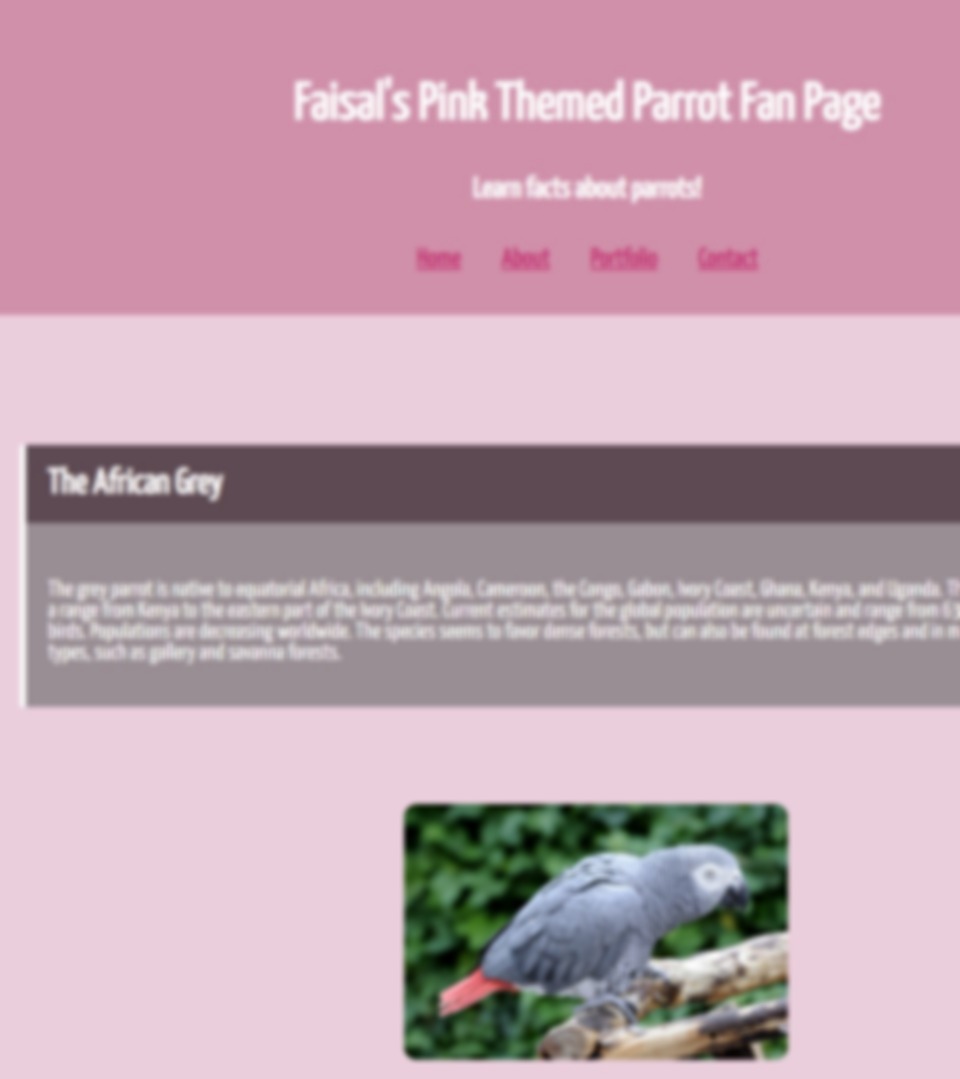 Faisal's Pink Themed Parrot Fan Page
Learn facts about parrots!
Home About Portfolio Contact
The African Grey
The grey parrot is native to equatorial Africa, including Angola, Cameroon, the Congo, Gabon, Ivory Coast, Ghana, Kenya, and Uganda.
a range from Kenya to the eastern part of the Ivory Coast. Current estimates for the global population are uncertain and range from
birds. Populations are decreasing worldwide. The species seems to favor dense forests, but can also be found at forest edges and in
types, such as gallery and savanna forests.